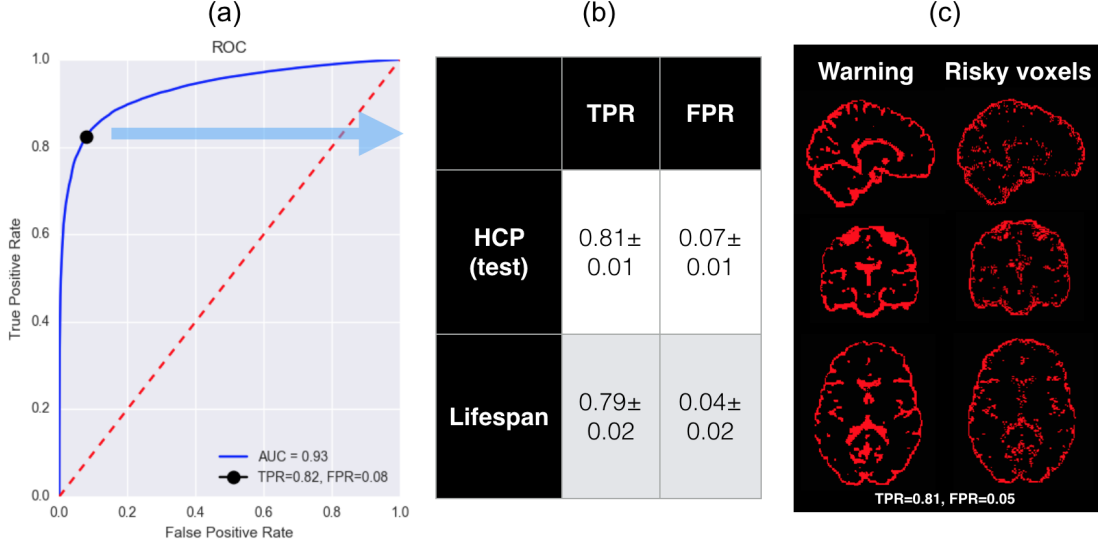 (a)
ROC
1.0
0.8
0.6
0.4
0.2
0.0
True Positive Rate
AUC = 0.93
TPR=0.82, FPR=0.08
0.0 0.2 0.4 0.6 0.8 1.0
False Positive Rate
(b)
TPR FPR
HCP
(test)
0.81±
0.01
0.07±
0.01
Lifespan
0.79±
0.02
0.04±
0.02
(c)
Warning Risky voxels
TPR=0.81, FPR=0.05